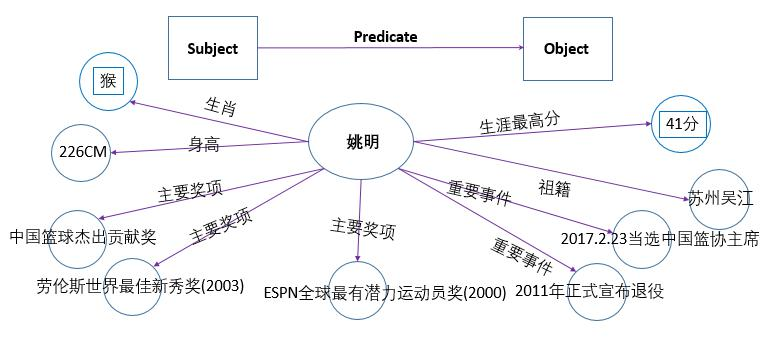 Subject
Predicate
Object
猴
生肖
生涯最高分
41分
226CM
身高
姚明
主要奖项
重要事件
祖籍
苏州吴江
中国篮球杰出贡献奖
主要奖项
主要奖项
重要事件
2017.2.23当选中国篮协主席
劳伦斯世界最佳新秀奖(2003)
ESPN全球最有潜力运动员奖(2000)
2011年正式宣布退役